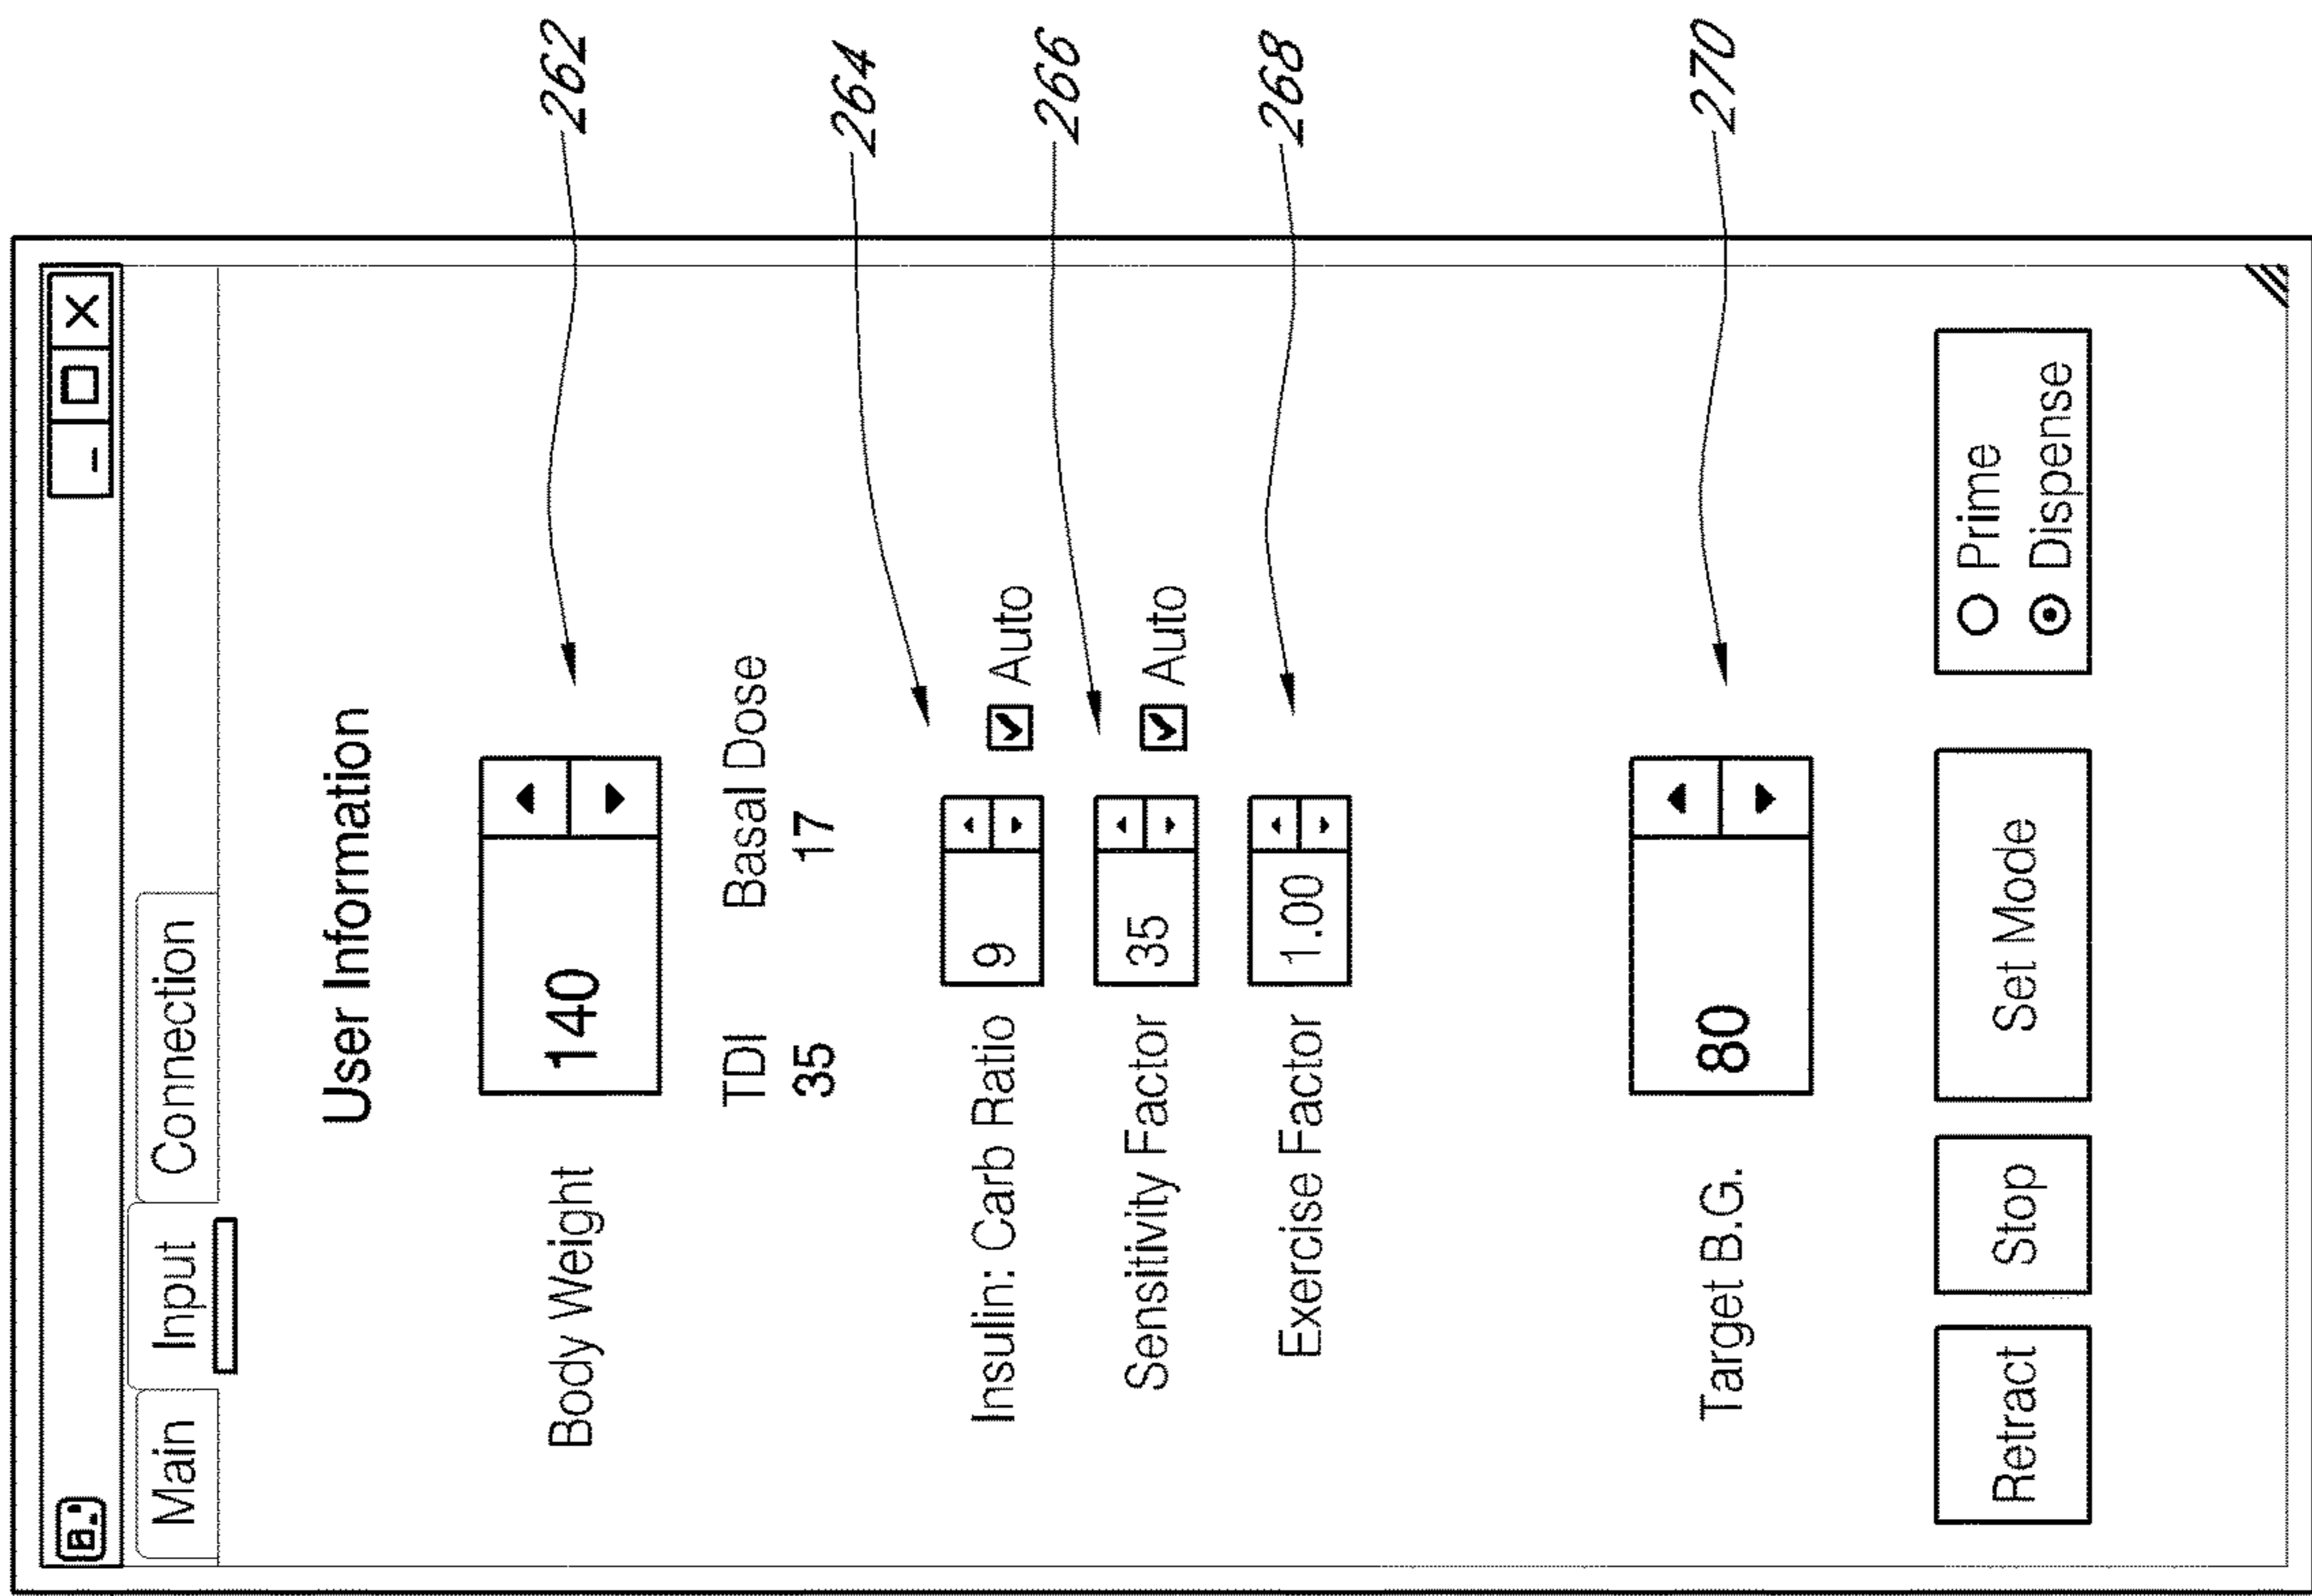 Main Input Connection
User Information
Body Weight 140
262
TDI Basal Dose
35 17
264
Insulin: Carb Ratio 9 Auto
266
Sensitivity Factor 35 Auto
268
Exercise Factor 1.00
270
Target B.G. 80
Retract Stop Set Mode Prime
Dispense